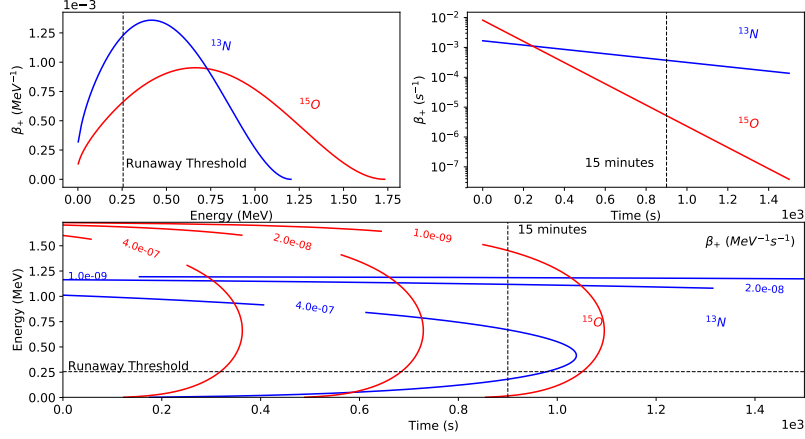 1e−3
1.25
1.00
0.75
0.50
0.25
0.00
β₊ (MeV⁻¹)
¹³N
¹⁵O
Runaway Threshold
0.00 0.25 0.50 0.75 1.00 1.25 1.50 1.75
Energy (MeV)
10⁻²
10⁻³
10⁻⁴
10⁻⁵
10⁻⁶
10⁻⁷
β₊ (s⁻¹)
¹³N
¹⁵O
15 minutes
0.0 0.2 0.4 0.6 0.8 1.0 1.2 1.4
Time (s)
1e3
1.50
1.25
1.00
0.75
0.50
0.25
0.00
Energy (MeV)
4.0e-07
2.0e-08
1.0e-09
15 minutes
β₊ (MeV⁻¹s⁻¹)
1.0e-09
2.0e-08
4.0e-07
¹⁵O
¹³N
Runaway Threshold
0.0 0.2 0.4 0.6 0.8 1.0 1.2 1.4
Time (s)
1e3